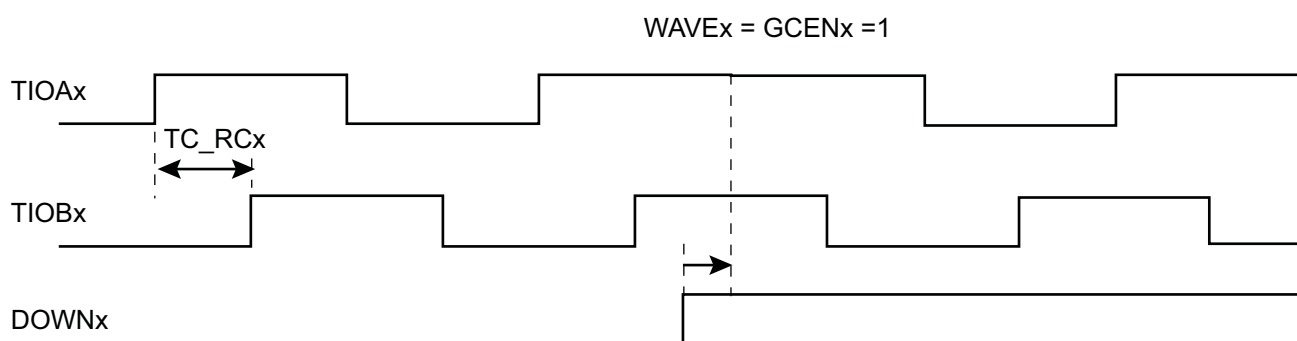 WAVEx = GCENx =1
TIOAx
TC_RCx
TIOBx
DOWNx